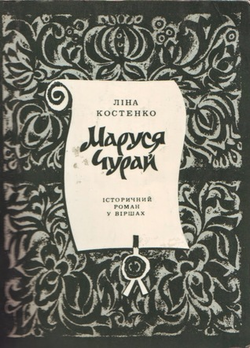 ЛІНА
КОСТЕНКО
Маруся
Чурай
ІСТОРИЧНИЙ
РОМАН
У ВІРШАХ